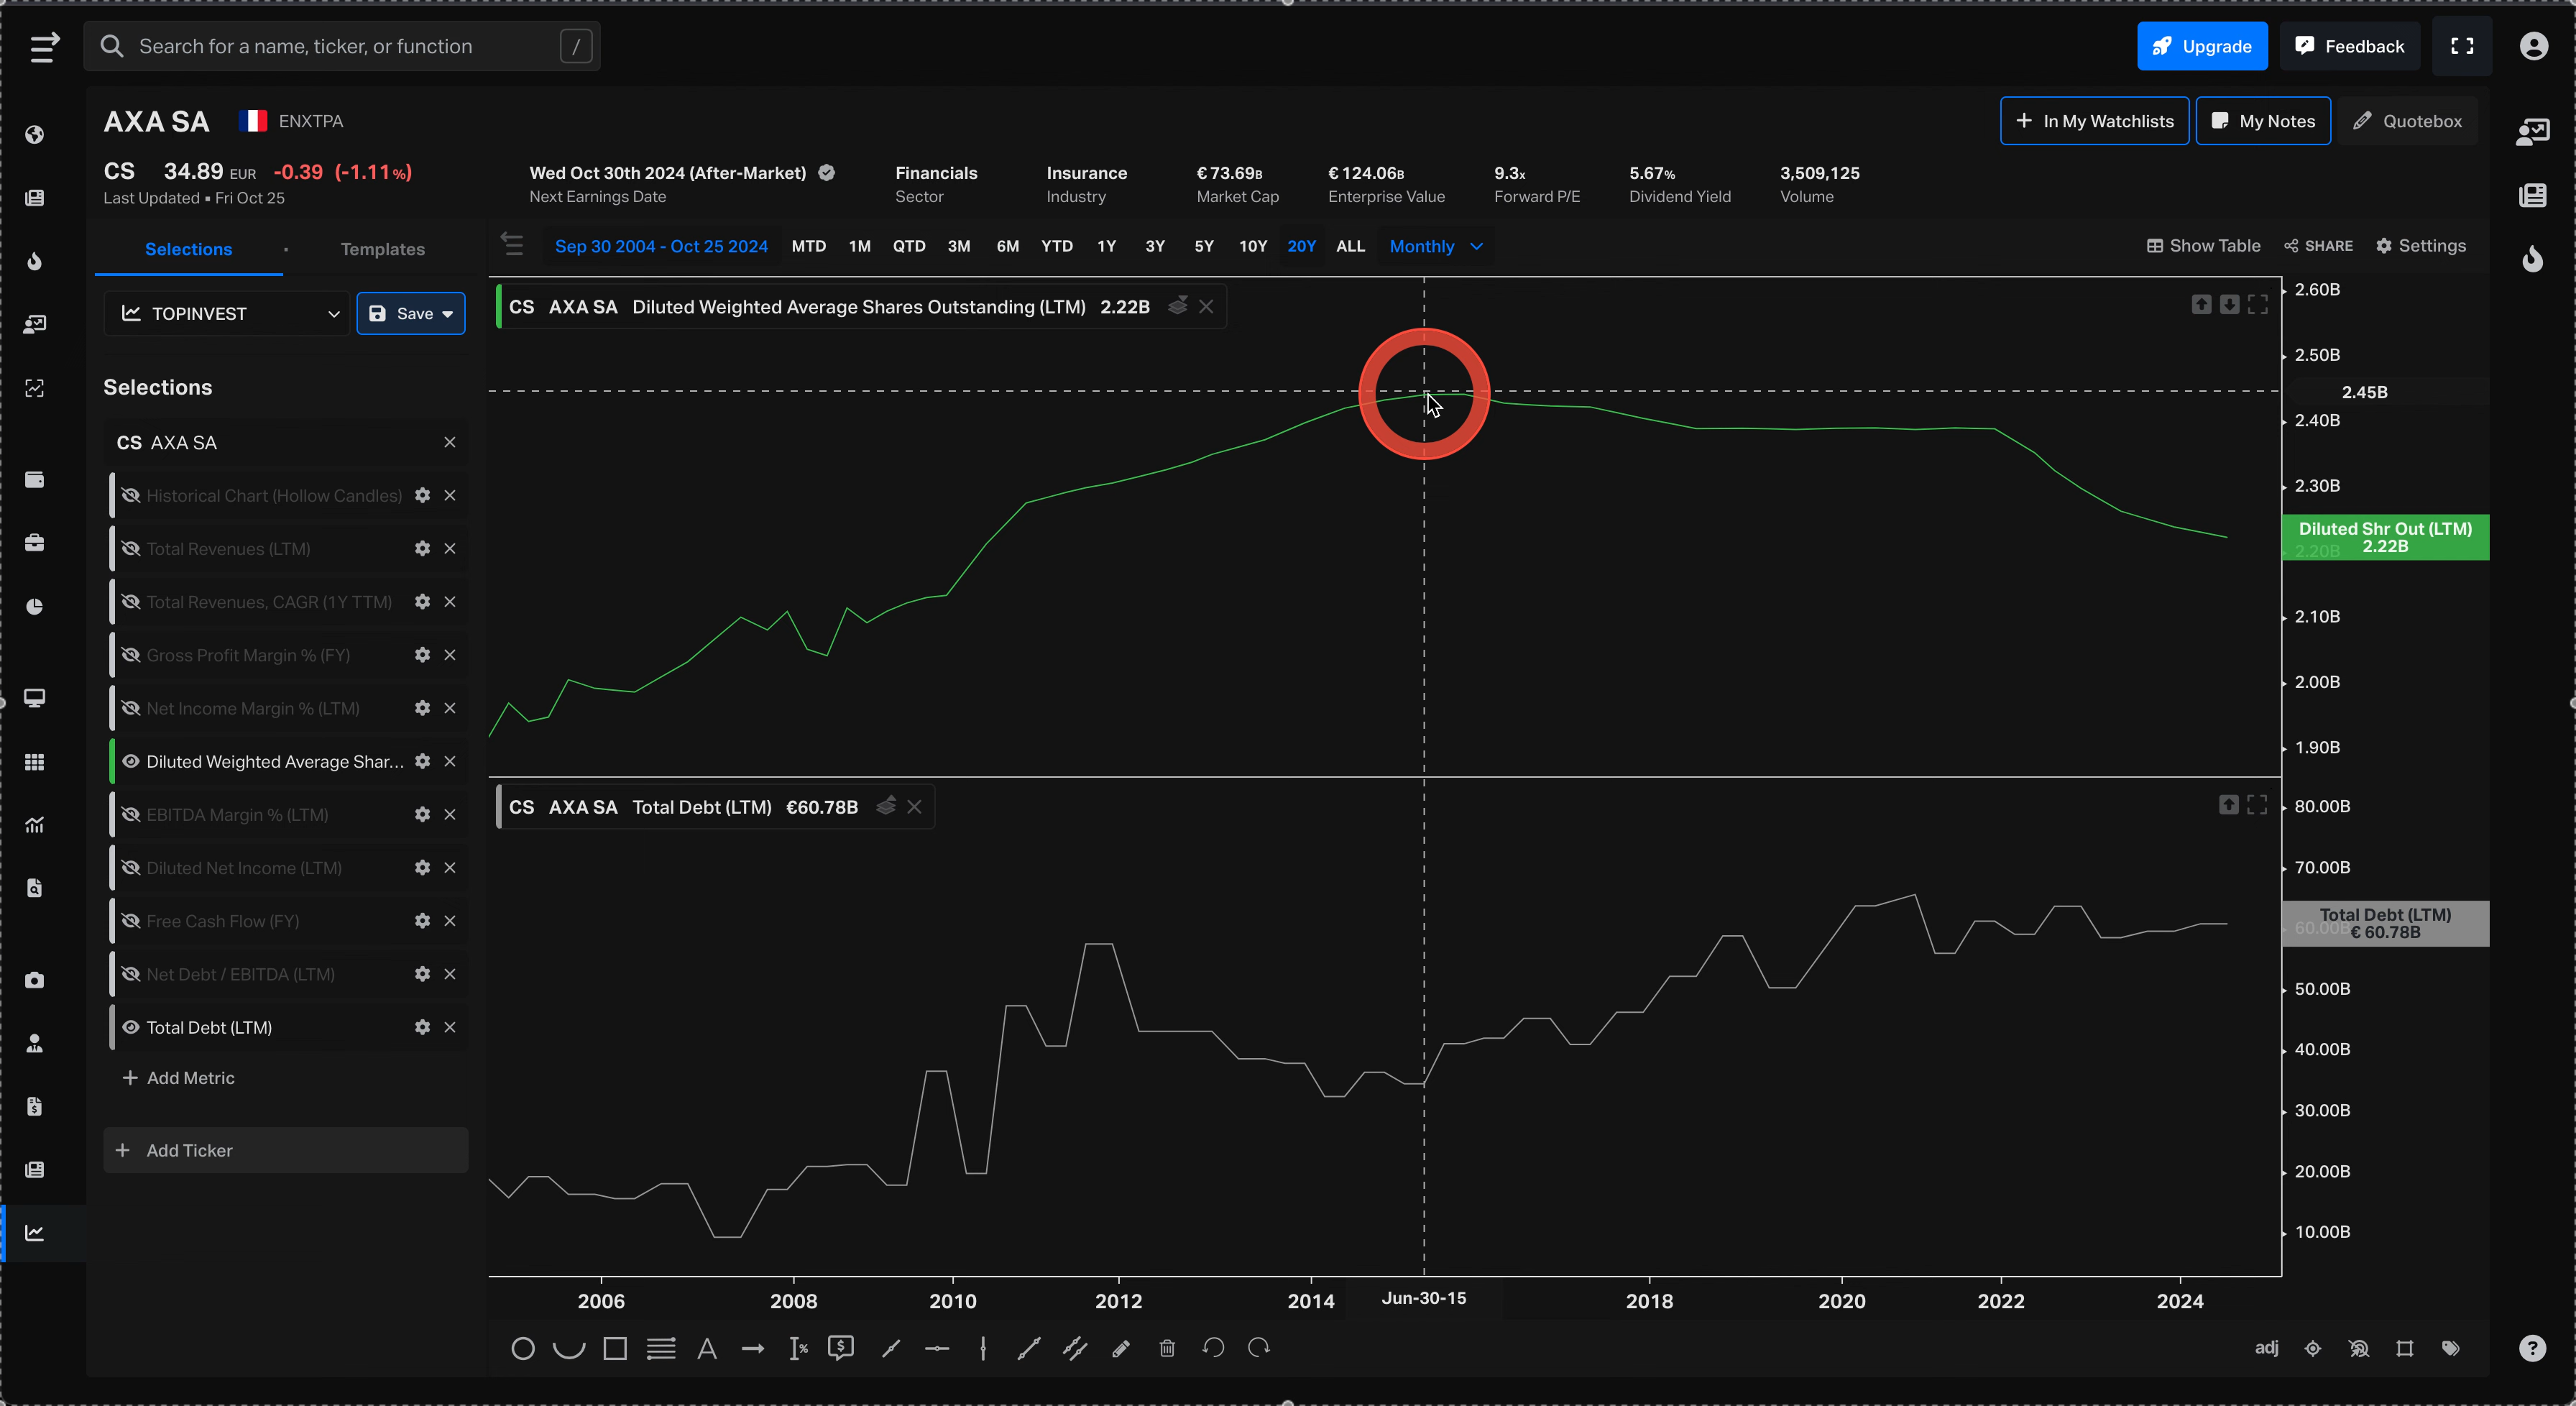 Search for a name, ticker, or function
/
Upgrade
Feedback
AXA SA
ENXTPA
In My Watchlists
My Notes
Quotebox
CS 34.89 EUR -0.39 (-1.11%)
Last Updated ▪ Fri Oct 25
Wed Oct 30th 2024 (After-Market)
Next Earnings Date
Financials
Sector
Insurance
Industry
€73.69B
Market Cap
€124.06B
Enterprise Value
9.3x
Forward P/E
5.67%
Dividend Yield
3,509,125
Volume
Selections
Templates
Sep 30 2004 - Oct 25 2024 MTD 1M QTD 3M 6M YTD 1Y 3Y 5Y 10Y 20Y ALL Monthly
Show Table
SHARE
Settings
TOPINVEST
Save
Selections
CS AXA SA
Historical Chart (Hollow Candles)
Total Revenues (LTM)
Total Revenues, CAGR (1Y TTM)
Gross Profit Margin % (FY)
Net Income Margin % (LTM)
Diluted Weighted Average Shar...
EBITDA Margin % (LTM)
Diluted Net Income (LTM)
Free Cash Flow (FY)
Net Debt / EBITDA (LTM)
Total Debt (LTM)
+ Add Metric
+ Add Ticker
CS AXA SA Diluted Weighted Average Shares Outstanding (LTM) 2.22B
2.60B
2.50B
2.45B
2.40B
2.30B
Diluted Shr Out (LTM)
2.22B
2.20B
2.10B
2.00B
1.90B
CS AXA SA Total Debt (LTM) €60.78B
80.00B
70.00B
Total Debt (LTM)
€ 60.78B
60.00B
50.00B
40.00B
30.00B
20.00B
10.00B
2006 2008 2010 2012 2014 Jun-30-15 2018 2020 2022 2024
A
%
$
adj
?